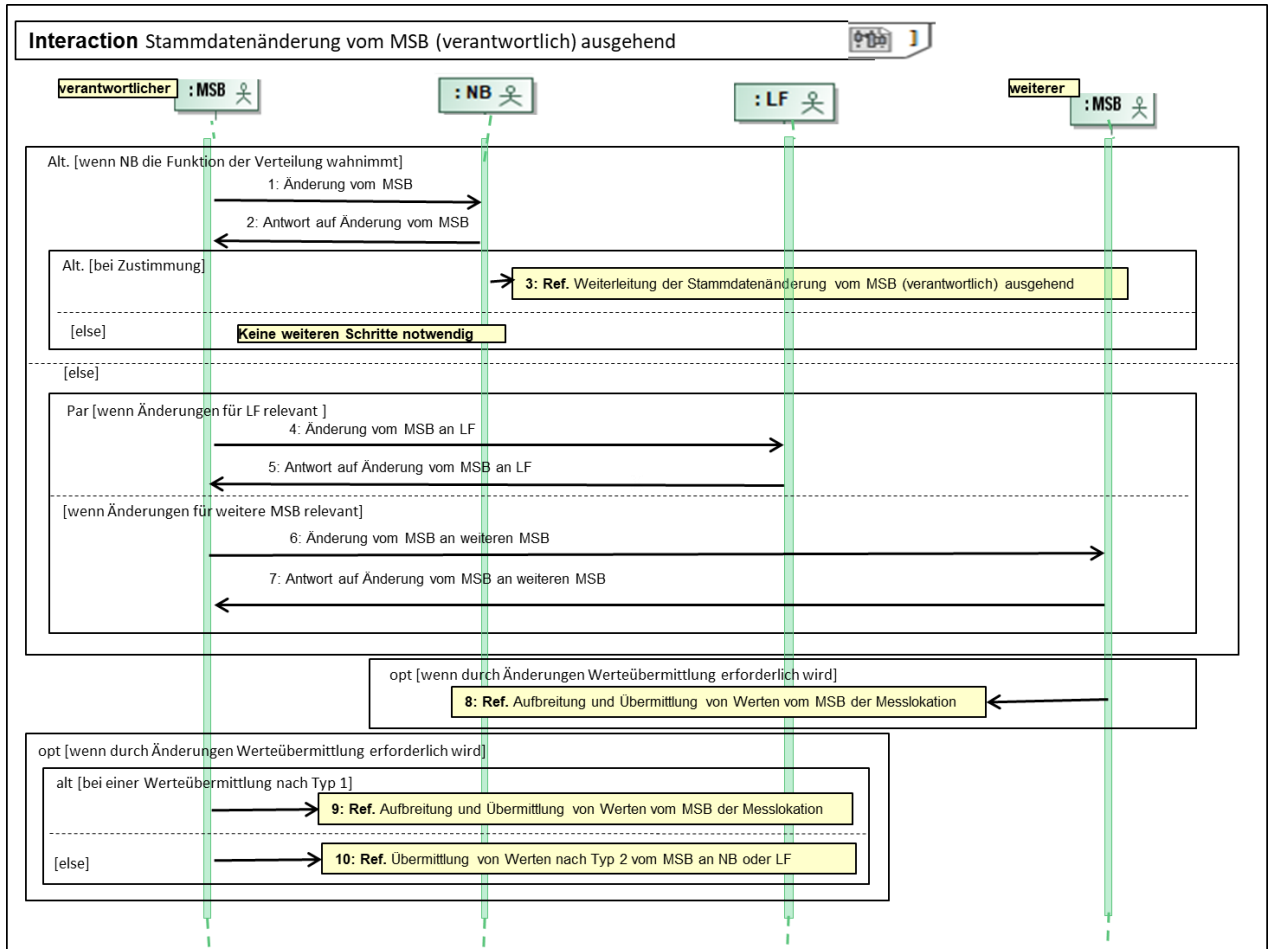 Interaction Stammdatenänderung vom MSB (verantwortlich) ausgehend
verantwortlicher
: MSB
: NB
: LF
weiterer
: MSB
Alt. [wenn NB die Funktion der Verteilung wahnimmt]
1: Änderung vom MSB
2: Antwort auf Änderung vom MSB
Alt. [bei Zustimmung]
3: Ref. Weiterleitung der Stammdatenänderung vom MSB (verantwortlich) ausgehend
[else]
Keine weiteren Schritte notwendig
[else]
Par [wenn Änderungen für LF relevant ]
4: Änderung vom MSB an LF
5: Antwort auf Änderung vom MSB an LF
[wenn Änderungen für weitere MSB relevant]
6: Änderung vom MSB an weiteren MSB
7: Antwort auf Änderung vom MSB an weiteren MSB
opt [wenn durch Änderungen Werteübermittlung erforderlich wird]
8: Ref. Aufbreitung und Übermittlung von Werten vom MSB der Messlokation
opt [wenn durch Änderungen Werteübermittlung erforderlich wird]
alt [bei einer Werteübermittlung nach Typ 1]
9: Ref. Aufbreitung und Übermittlung von Werten vom MSB der Messlokation
[else]
10: Ref. Übermittlung von Werten nach Typ 2 vom MSB an NB oder LF